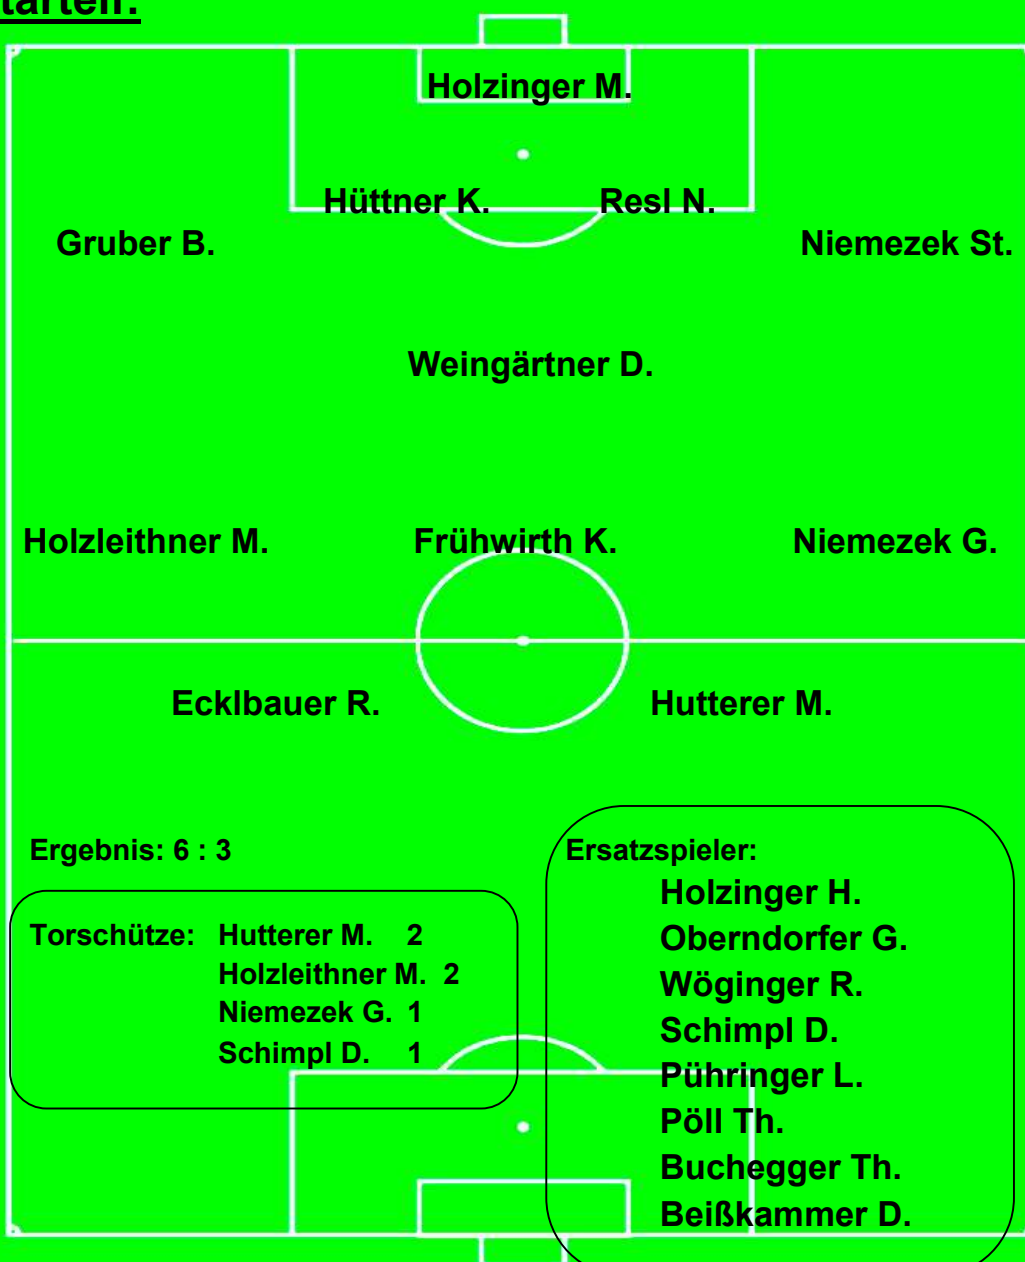 Holzinger M.
Hüttner K. Resl N.
Gruber B. Niemezek St.
Weingärtner D.
Holzleithner M. Frühwirth K. Niemezek G.
Ecklbauer R. Hutterer M.
Ergebnis: 6 : 3
Torschütze: Hutterer M. 2
Holzleithner M. 2
Niemezek G. 1
Schimpl D. 1
Ersatzspieler:
Holzinger H.
Oberndorfer G.
Wöginger R.
Schimpl D.
Pühringer L.
Pöll Th.
Buchegger Th.
Beißkammer D.